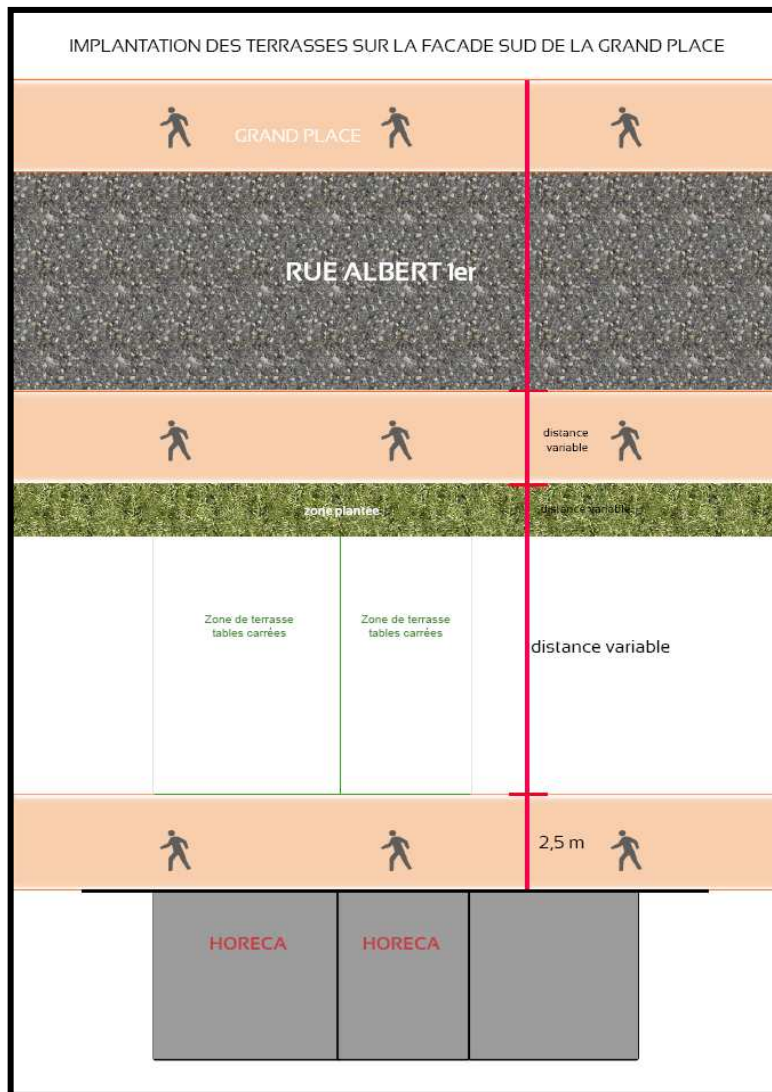 IMPLANTATION DES TERRASSES SUR LA FACADE SUD DE LA GRAND PLACE
GRAND PLACE
RUE ALBERT 1er
distance
variable
zone plantée
distance variable
Zone de terrasse
tables carrées
Zone de terrasse
tables carrées
distance variable
2,5 m
HORECA
HORECA